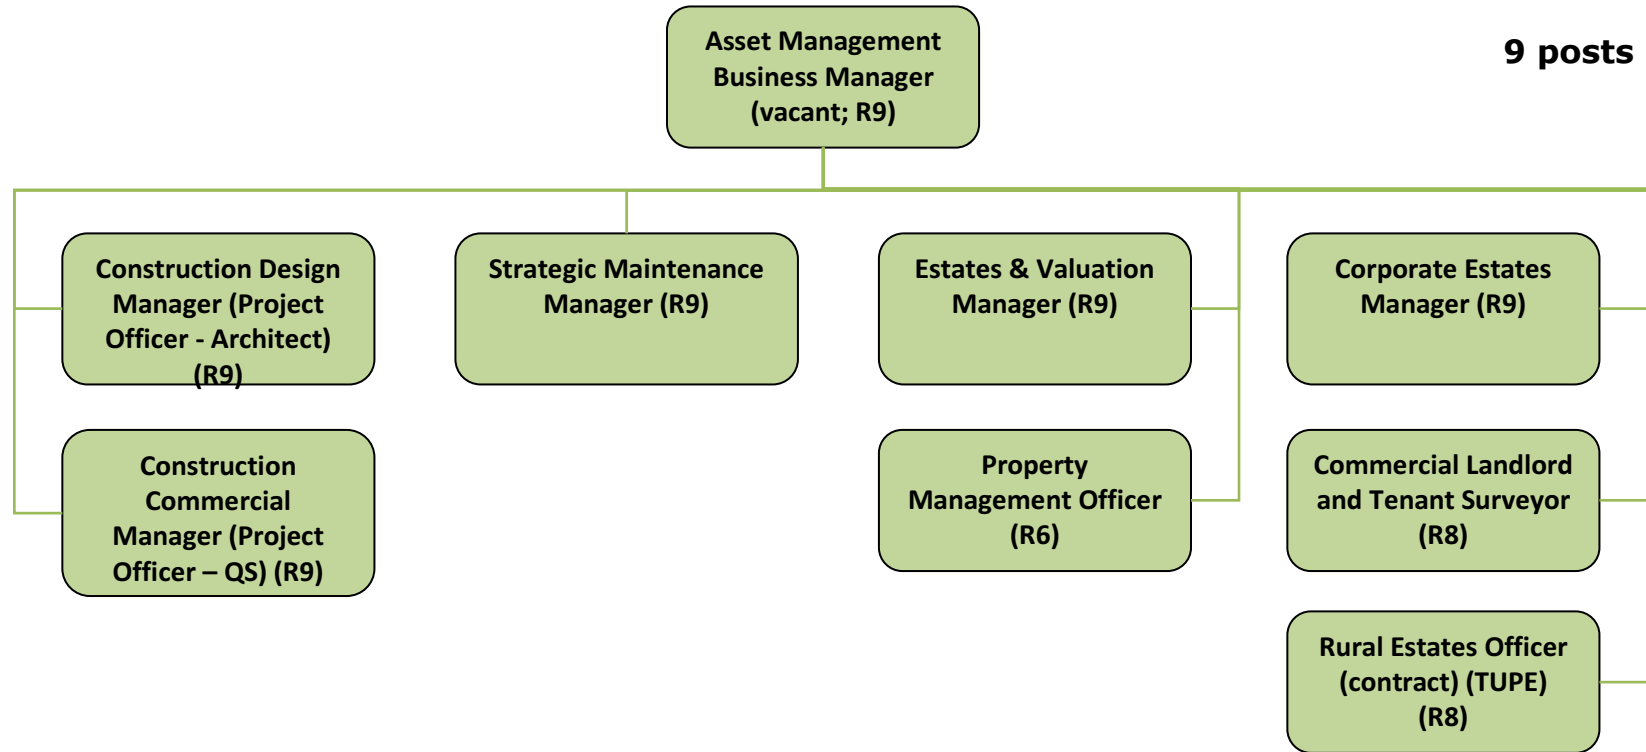 Asset Management
Business Manager
(vacant; R9)
9 posts
Construction Design
Manager (Project
Officer - Architect)
(R9)
Strategic Maintenance
Manager (R9)
Estates & Valuation
Manager (R9)
Corporate Estates
Manager (R9)
Construction
Commercial
Manager (Project
Officer – QS) (R9)
Property
Management Officer
(R6)
Commercial Landlord
and Tenant Surveyor
(R8)
Rural Estates Officer
(contract) (TUPE)
(R8)